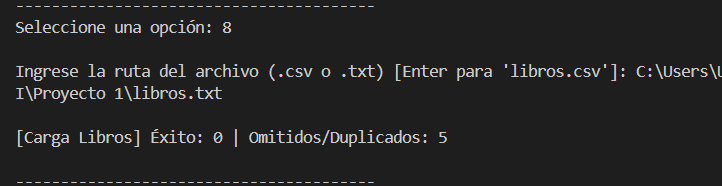 ----------------------------------------
Seleccione una opción: 8
Ingrese la ruta del archivo (.csv o .txt) [Enter para 'libros.csv']: C:\Users\
I\Proyecto 1\libros.txt
[Carga Libros] Éxito: 0 | Omitidos/Duplicados: 5
----------------------------------------